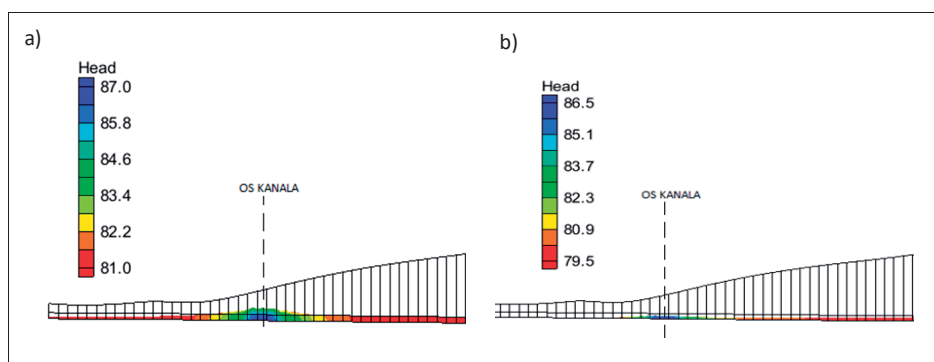 a)
Head
87.0
85.8
84.6
83.4
82.2
81.0
OS KANALA
b)
Head
86.5
85.1
83.7
82.3
80.9
79.5
OS KANALA